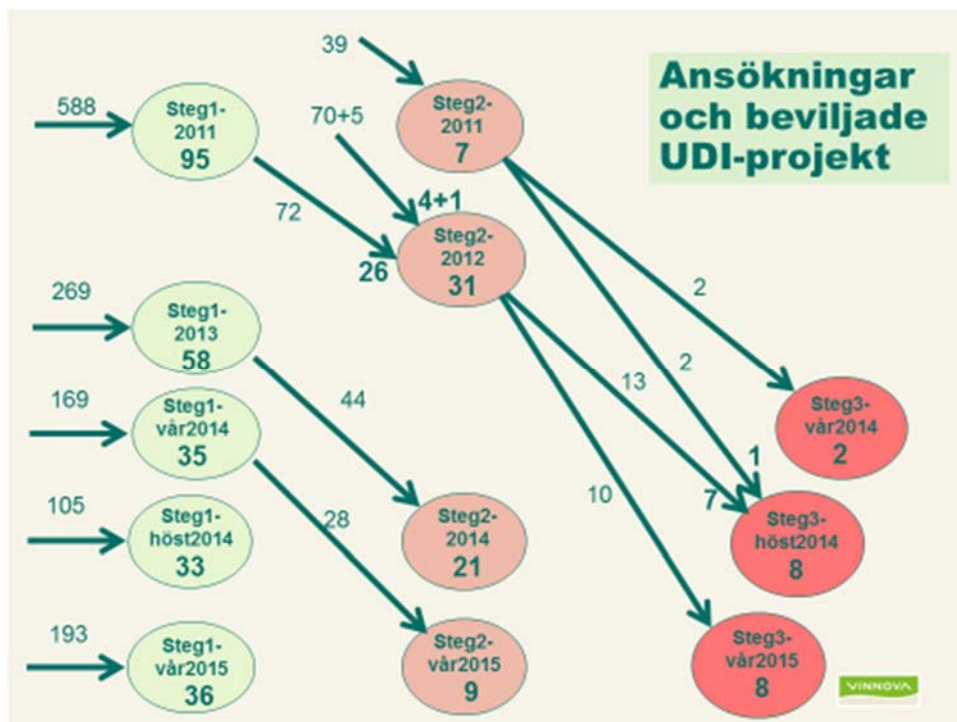 Ansökningar
och beviljade
UDI-projekt
39
588
Steg1-
2011
95
Steg2-
2011
7
70+5
72
4+1
26
Steg2-
2012
31
269
Steg1-
2013
58
2
2
13
169
Steg1-
vår2014
35
44
Steg3-
vår2014
2
1
7
10
105
Steg1-
höst2014
33
28
Steg2-
2014
21
Steg3-
höst2014
8
193
Steg1-
vår2015
36
Steg2-
vår2015
9
Steg3-
vår2015
8
VINNOVA